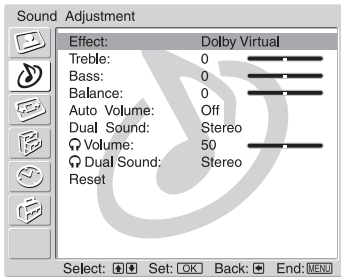 Sound Adjustment
Effect: Dolby Virtual
Treble: 0
Bass: 0
Balance: 0
Auto Volume: Off
Dual Sound: Stereo
Volume: 50
Dual Sound: Stereo
Reset
Select: Set: OK Back: End: MENU